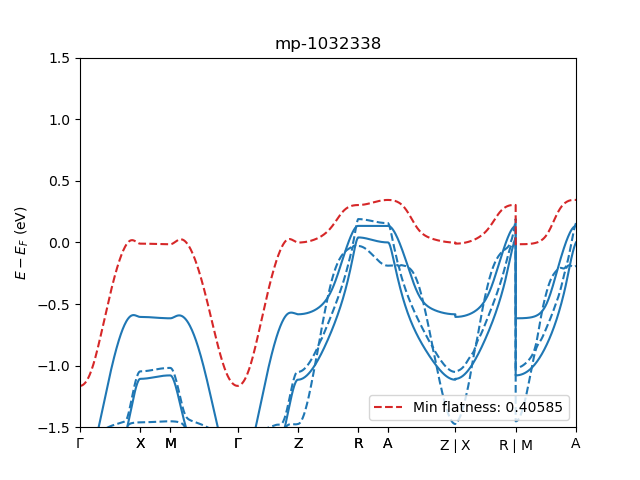 mp-1032338
E − E_F (eV)
1.5
1.0
0.5
0.0
−0.5
−1.0
−1.5
Min flatness: 0.40585
Γ X M Γ Z R A Z | X R | M A